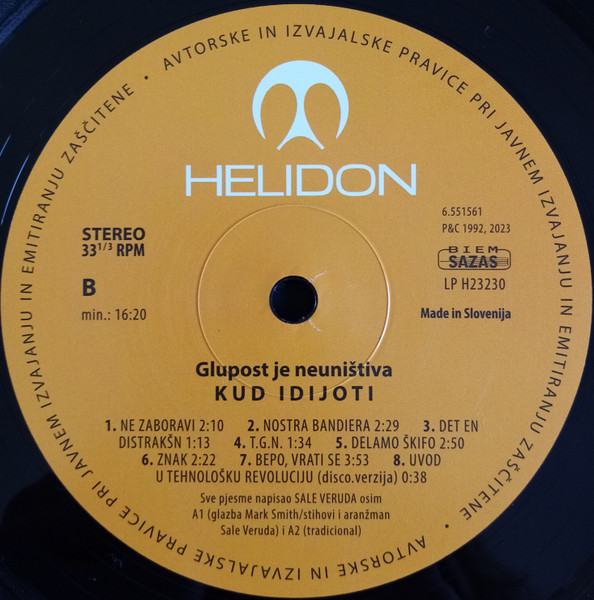 AVTORSKE IN IZVAJALSKE PRAVICE PRI JAVNEM IZVAJANJU IN EMITIRANJU ZAŠČITENE •
AVTORSKE IN IZVAJALSKE PRAVICE PRI JAVNEM IZVAJANJU IN EMITIRANJU ZAŠČITENE •
HELIDON
STEREO
33 1/3 RPM
B
min.: 16:20
6.551561
P&C 1992, 2023
BIEM
SAZAS
LP H23230
Made in Slovenija
Glupost je neuništiva
KUD IDIJOTI
1. NE ZABORAVI 2:10 2. NOSTRA BANDIERA 2:29 3. DET EN
DISTRAKŠN 1:13 4. T.G.N. 1:34 5. DELAMO ŠKIFO 2:50
6. ZNAK 2:22 7. BEPO, VRATI SE 3:53 8. UVOD
U TEHNOLOŠKU REVOLUCIJU (disco.verzija) 0:38
Sve pjesme napisao SALE VERUDA osim
A1 (glazba Mark Smith/stihovi i aranžman
Sale Veruda) i A2 (tradicional)